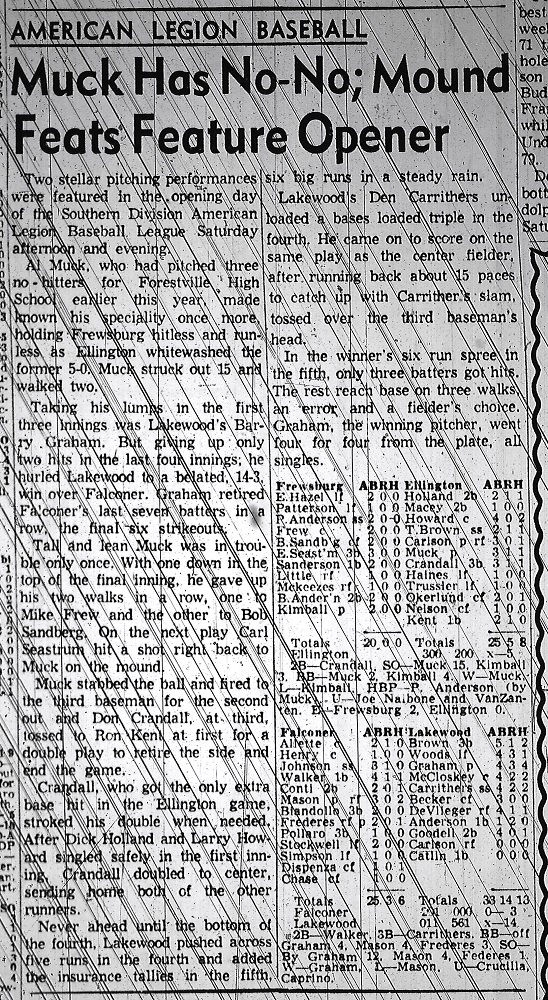 AMERICAN LEGION BASEBALL
Muck Has No-No; Mound
Feats Feature Opener
Two stellar pitching performances
were featured in the opening day
of the Southern Division American
Legion Baseball League Saturday
afternoon and evening.
Al Muck, who had pitched three
no-hitters for Forestville High
School earlier this year, made
known his speciality once more,
holding Frewsburg hitless and run-
less as Ellington whitewashed the
former 5-0. Muck struck out 15 and
walked two.
Taking his lumps in the first
three innings was Lakewood's Bar-
ry Graham. But giving up only
two hits in the last four innings, he
hurled Lakewood to a belated, 14-3,
win over Falconer. Graham retired
Falconer's last seven batters in a
row, the final six strikeouts.
Tall and lean Muck was in trou-
ble only once. With one down in the
top of the final inning, he gave up
his two walks in a row, one to
Mike Frew and the other to Bob
Sandberg. On the next play Carl
Seastrum hit a shot right back to
Muck on the mound.
Muck stabbed the ball and fired to
the third baseman for the second
out and Don Crandall, at third,
tossed to Ron Kent at first for a
double play to retire the side and
end the game.
Crandall, who got the only extra
base hit in the Ellington game,
stroked his double when needed.
After Dick Holland and Larry How-
ard singled safely in the first inn-
ing, Crandall doubled to center,
sending home both of the other
runners.
Never ahead until the bottom of
the fourth, Lakewood pushed across
five runs in the fourth and added
the insurance tallies in the fifth,
six big runs in a steady rain.
Lakewood's Den Carrithers un-
loaded a bases loaded triple in the
fourth. He came on to score on the
same play as the center fielder,
after running back about 15 paces
to catch up with Carrither's slam,
tossed over the third baseman's
head.
In the winner's six run spree in
the fifth, only three batters got hits.
The rest reach base on three walks,
an error and a fielder's choice.
Graham, the winning pitcher, went
four for four from the plate, all
singles.
Frewsburg ABRH Ellington ABRH
E.Hazel lf 2 0 0 Holland 2b 2 1 1
Patterson lf 1 0 0 Macey 2b 1 0 0
R.Anderson ss 2 0 0 Howard c 4 0 2
Frew c 2 0 0 T.Brown ss 2 1 1
B.Sandb'g cf 2 0 0 Carlson rf 3 0 1
E.Seast'm 3b 3 0 0 Muck p 3 1 1
Sanderson 1b 2 0 0 Crandall 3b 3 1
Little rf 1 0 0 Haines lf 1 0 0
Mckeezes rf 1 0 0 Trussler lf 1 0
B.Ander'n 2b 2 0 0 Okerlund cf 2 0 1
Kimball p 2 0 0 Nelson cf 1 0 0
Kent 1b 2 1 0
Totals 20 0 0 Totals 25 5 8
Ellington 300 200 x—5
2B—Crandall, SO—Muck 15, Kimball
3. BB—Muck 2, Kimball 4. W—Muck,
L—Kimball, HBP—P. Anderson (by
Muck). U—Joe Nalbone and VanZan-
ten. E—Frewsburg 2, Ellington 0.
Falconer ABRH Lakewood ABRH
Allette c 2 1 0 Brown 3b 5 1 2
Henry c 1 0 0 Woods lf 4 3 1
Johnson ss 3 1 Graham p 4 3 4
Walker 1b 4 1 1 McCloskey c 4 2 2
Conti 2b 2 0 1 Carrithers ss 4 2 2
Mason p rf 3 0 2 Becker cf 3 0 0
Blandolio 3b 2 0 0 DeVlieger rf 4 1 1
Frederes rf p 2 0 1 Anderson 1b 1 2 0
Pollaro 3b 1 0 0 Goodell 2b 4 0 1
Stockwell lf 2 0 0 Carlson rf 0 0 0
Simpson lf 1 0 0 Catlin 1b 0 0 0
Dispenza cf 1 0 1
Chase cf 1 0 0
Totals 25 3 6 Totals 33 14 13
Falconer 000 0— 3
Lakewood 561 x—14
2B—Walker. 3B—Carrithers. BB—off
Graham 4, Mason 4, Frederes 3. SO—
By Graham 12, Mason 4, Federes 1.
W—Graham, L—Mason. U—Crudilla,
Caprino.